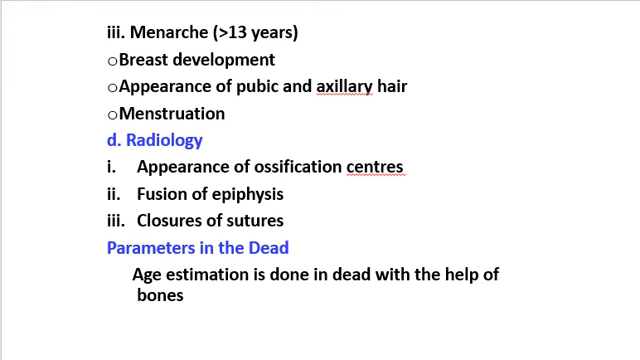 iii. Menarche (>13 years)
oBreast development
oAppearance of pubic and axillary hair
oMenstruation
d. Radiology
i. Appearance of ossification centres
ii. Fusion of epiphysis
iii. Closures of sutures
Parameters in the Dead
Age estimation is done in dead with the help of
bones